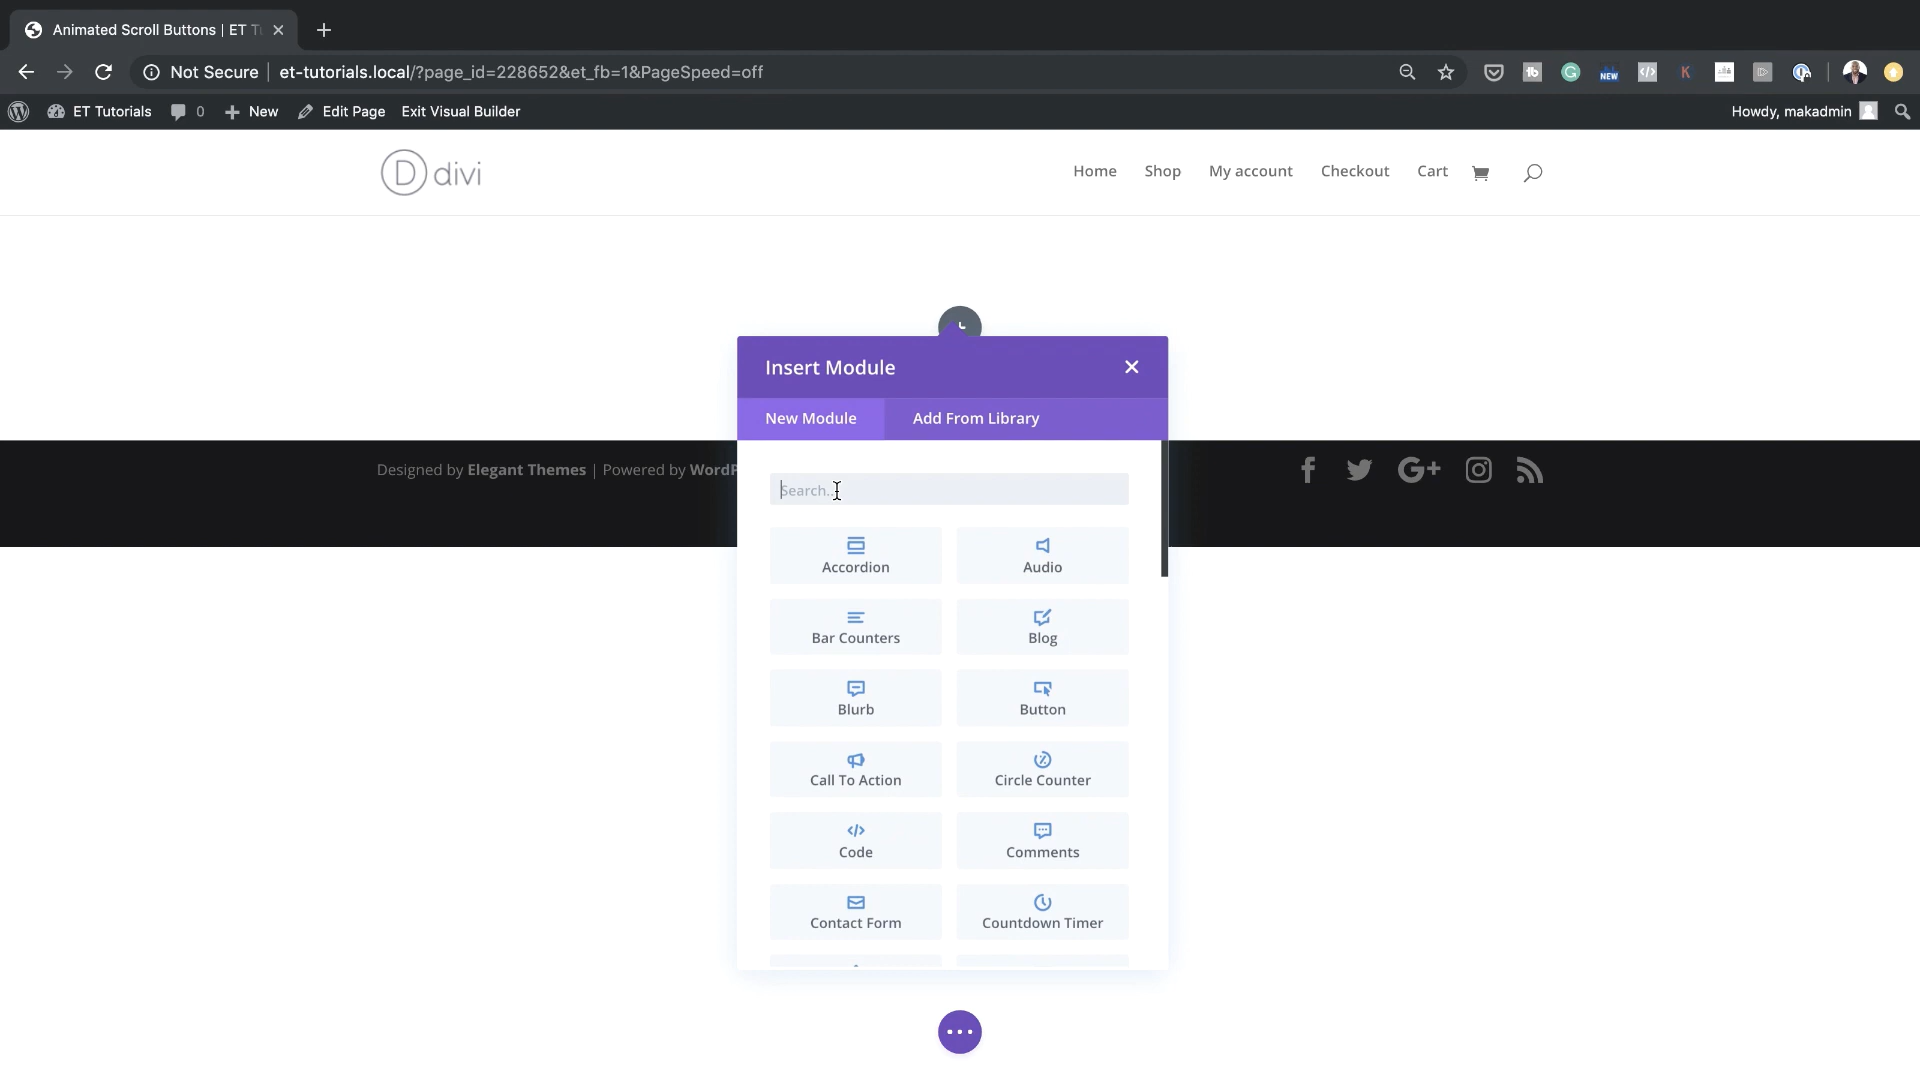 Animated Scroll Buttons | ET T
Not Secure | et-tutorials.local/?page_id=228652&et_fb=1&PageSpeed=off
NEW
K
ET Tutorials 0 New Edit Page Exit Visual Builder Howdy, makadmin
D divi Home Shop My account Checkout Cart
Insert Module
New Module Add From Library
Designed by Elegant Themes | Powered by WordP
Search...
Accordion Audio
Bar Counters Blog
Blurb Button
Call To Action Circle Counter
Code Comments
Contact Form Countdown Timer